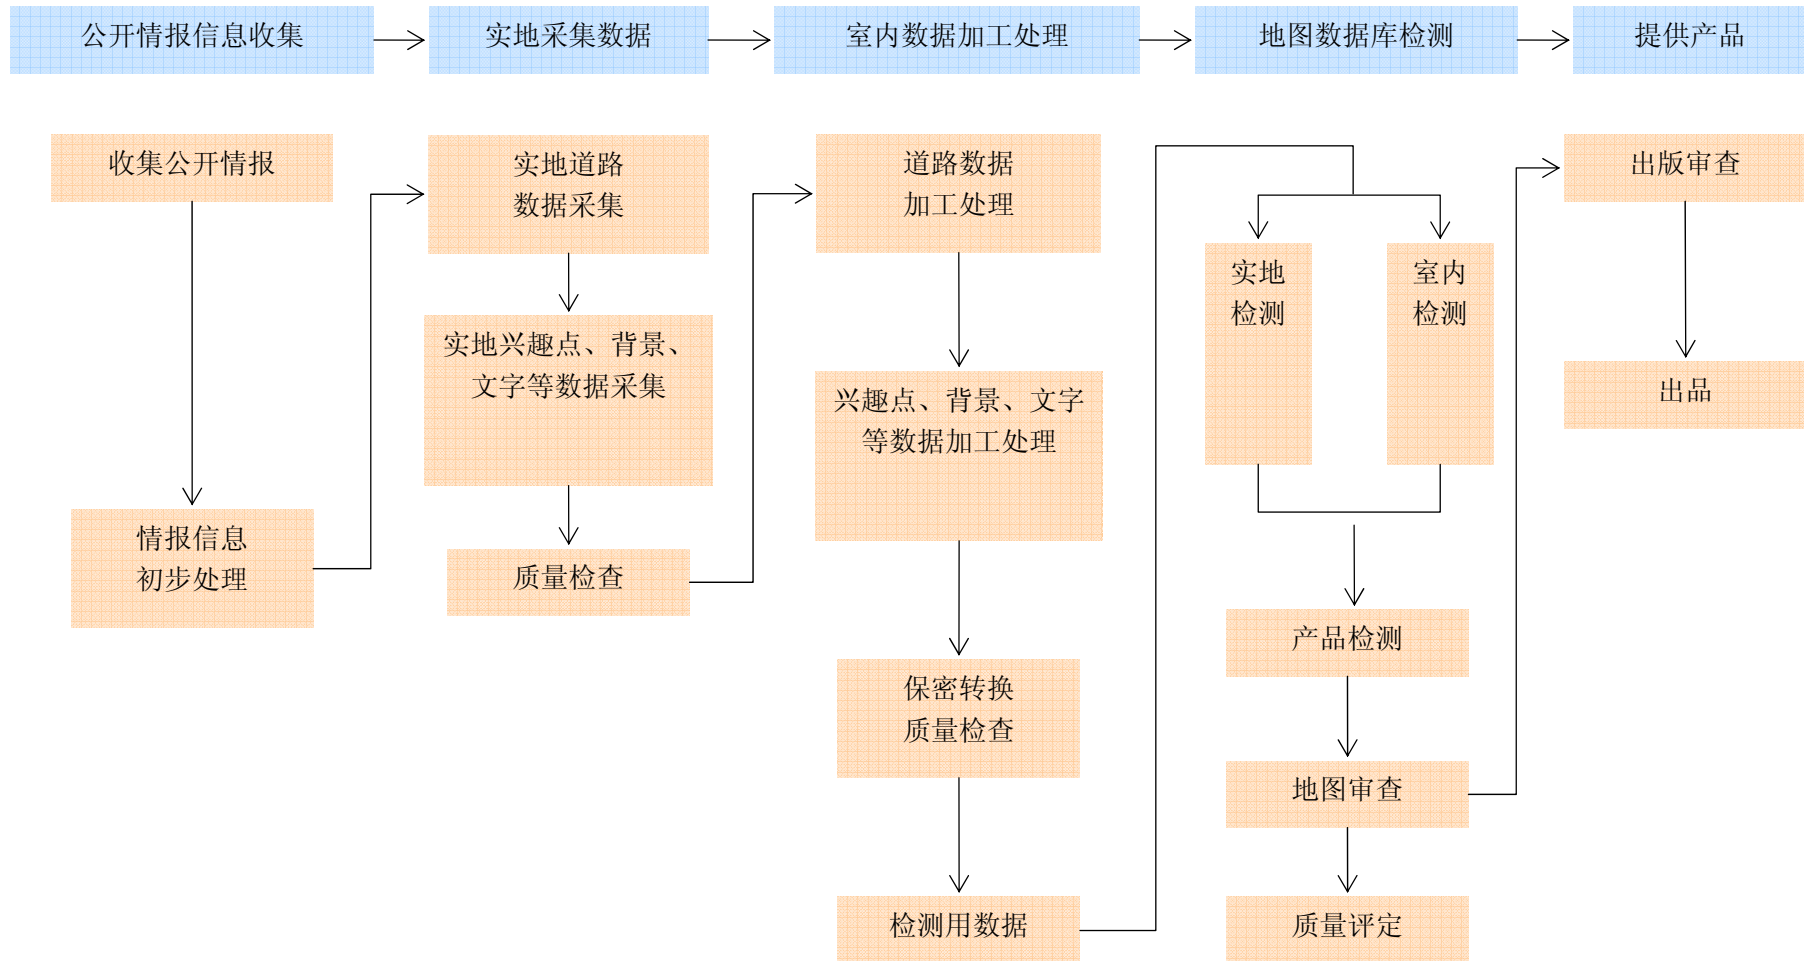 公开情报信息收集
实地采集数据
室内数据加工处理
地图数据库检测
提供产品
收集公开情报
情报信息
初步处理
实地道路
数据采集
实地兴趣点、背景、
文字等数据采集
质量检查
道路数据
加工处理
兴趣点、背景、文字
等数据加工处理
保密转换
质量检查
检测用数据
实地
检测
室内
检测
产品检测
地图审查
质量评定
出版审查
出品